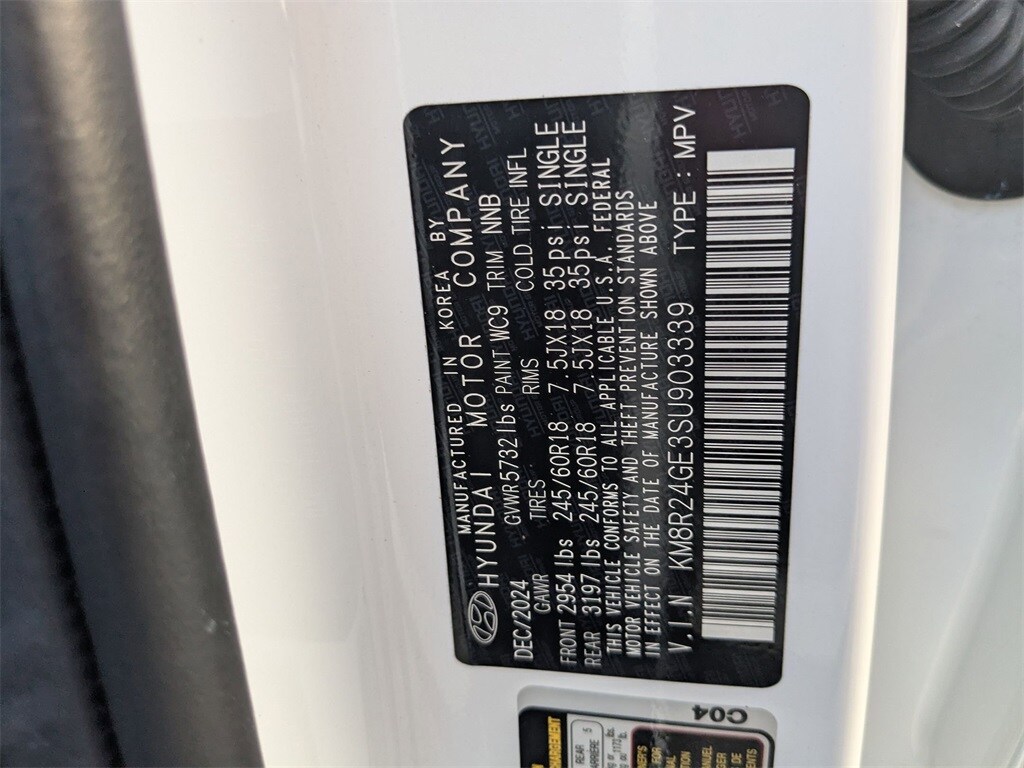 MANUFACTURED IN KOREA BY
HYUNDAI MOTOR COMPANY
DEC/2024 GVWR 5732 lbs PAINT WC9 TRIM NNB
GAWR TIRES RIMS COLD TIRE INFL
FRONT 2954 lbs 245/60R18 7.5JX18 35psi SINGLE
REAR 3197 lbs 245/60R18 7.5JX18 35psi SINGLE
THIS VEHICLE CONFORMS TO ALL APPLICABLE U.S.A. FEDERAL
MOTOR VEHICLE SAFETY AND THEFT PREVENTION STANDARDS
IN EFFECT ON THE DATE OF MANUFACTURE SHOWN ABOVE
V.I.N KM8R24GE3SU903339 TYPE : MPV
C04
REAR 5
ARRIÈRE